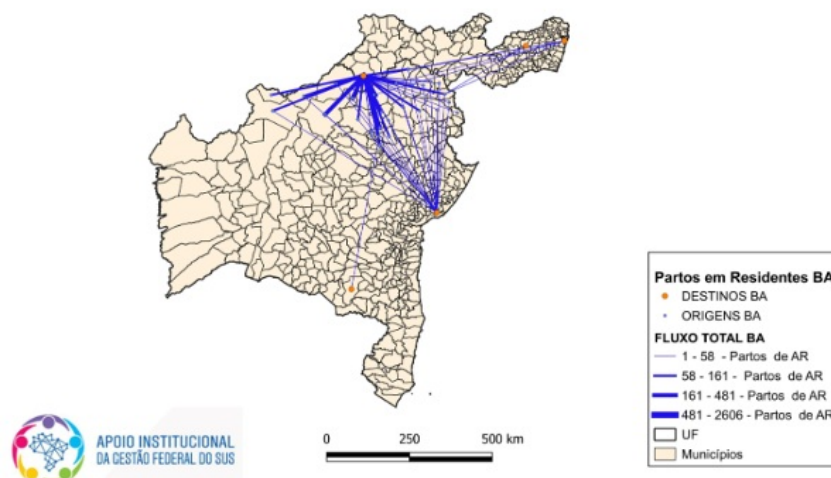 Partos em Residentes BA
DESTINOS BA
ORIGENS BA
FLUXO TOTAL BA
1 - 58 - Partos de AR
58 - 161 - Partos de AR
161 - 481 - Partos de AR
481 - 2606 - Partos de AR
UF
Municípios
APOIO INSTITUCIONAL
DA GESTÃO FEDERAL DO SUS
0 250 500 km